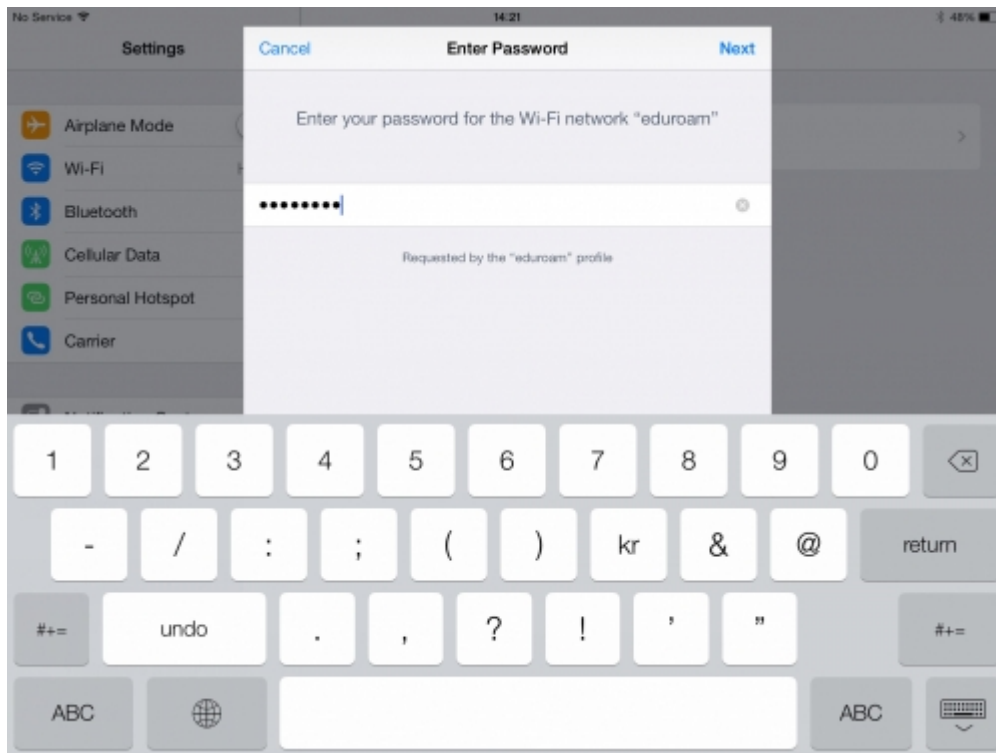 No Service 14:21 48%
Settings
Cancel Enter Password Next
Enter your password for the Wi-Fi network “eduroam”
Airplane Mode
Wi-Fi
Bluetooth
Requested by the “eduroam” profile
Cellular Data
Personal Hotspot
Carrier
1 2 3 4 5 6 7 8 9 0
- / : ; ( ) kr & @ return
#+= undo . , ? ! ' " #+=
ABC ABC